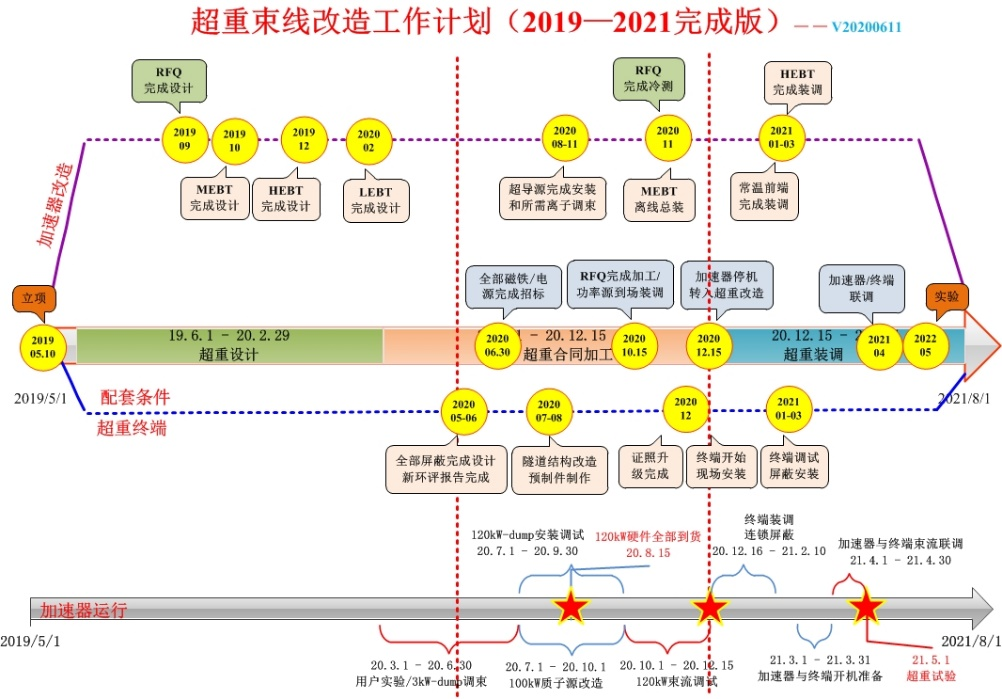 超重束线改造工作计划（2019—2021完成版）－－V20200611
RFQ
完成设计
RFQ
完成冷测
HEBT
完成装调
2019
09
2019
10
2019
12
2020
02
2020
08-11
2020
11
2021
01-03
MEBT
完成设计
HEBT
完成设计
LEBT
完成设计
超导源完成安装
和所需离子调束
MEBT
离线总装
常温前端
完成装调
加速器改造
立项
全部磁铁/电
源完成招标
RFQ完成加工/
功率源到场装调
加速器停机
转入超重改造
加速器/终端
联调
实验
2019
05.10
19.6.1 - 20.2.29
超重设计
2020
06.30
1 - 20.12.15
超重合同加工
2020
10.15
2020
12.15
20.12.15 - 2
超重装调
2021
04
2022
05
2019/5/1
2021/8/1
配套条件
超重终端
2020
05-06
2020
07-08
2020
12
2021
01-03
全部屏蔽完成设计
新环评报告完成
隧道结构改造
预制件制作
证照升
级完成
终端开始
现场安装
终端调试
屏蔽安装
120kW-dump安装调试
20.7.1 - 20.9.30
120kW硬件全部到货
20.8.15
终端装调
连锁屏蔽
20.12.16 - 21.2.10
加速器与终端束流联调
21.4.1 - 21.4.30
加速器运行
2019/5/1
2021/8/1
20.3.1 - 20.6.30
用户实验/3kW-dump调束
20.7.1 - 20.10.1
100kW质子源改造
20.10.1 - 20.12.15
120kW束流调试
21.3.1 - 21.3.31
加速器与终端开机准备
21.5.1
超重试验